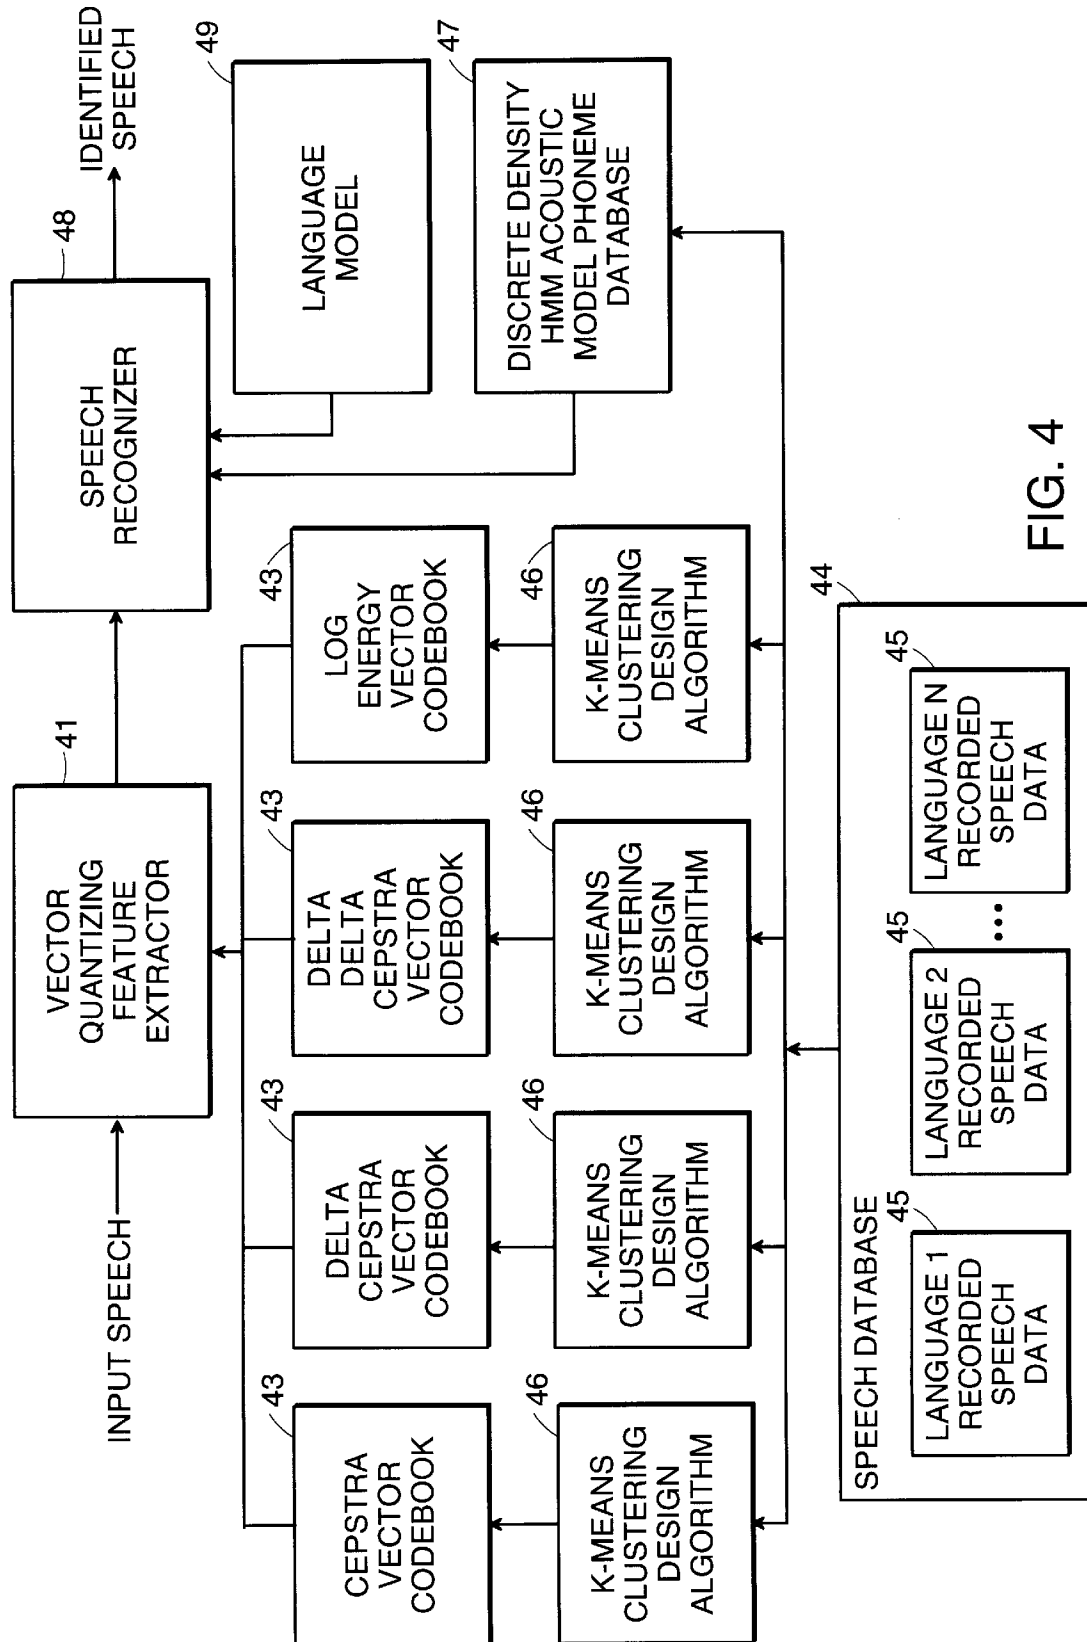 INPUT SPEECH
41
VECTOR
QUANTIZING
FEATURE
EXTRACTOR
48
SPEECH
RECOGNIZER
IDENTIFIED
SPEECH
43
CEPSTRA
VECTOR
CODEBOOK
43
DELTA
CEPSTRA
VECTOR
CODEBOOK
43
DELTA
DELTA
CEPSTRA
VECTOR
CODEBOOK
43
LOG
ENERGY
VECTOR
CODEBOOK
49
LANGUAGE
MODEL
46
K-MEANS
CLUSTERING
DESIGN
ALGORITHM
46
K-MEANS
CLUSTERING
DESIGN
ALGORITHM
46
K-MEANS
CLUSTERING
DESIGN
ALGORITHM
46
K-MEANS
CLUSTERING
DESIGN
ALGORITHM
47
DISCRETE DENSITY
HMM ACOUSTIC
MODEL PHONEME
DATABASE
44
SPEECH DATABASE
45
LANGUAGE 1
RECORDED
SPEECH
DATA
45
LANGUAGE 2
RECORDED
SPEECH
DATA
...
45
LANGUAGE N
RECORDED
SPEECH
DATA
FIG. 4